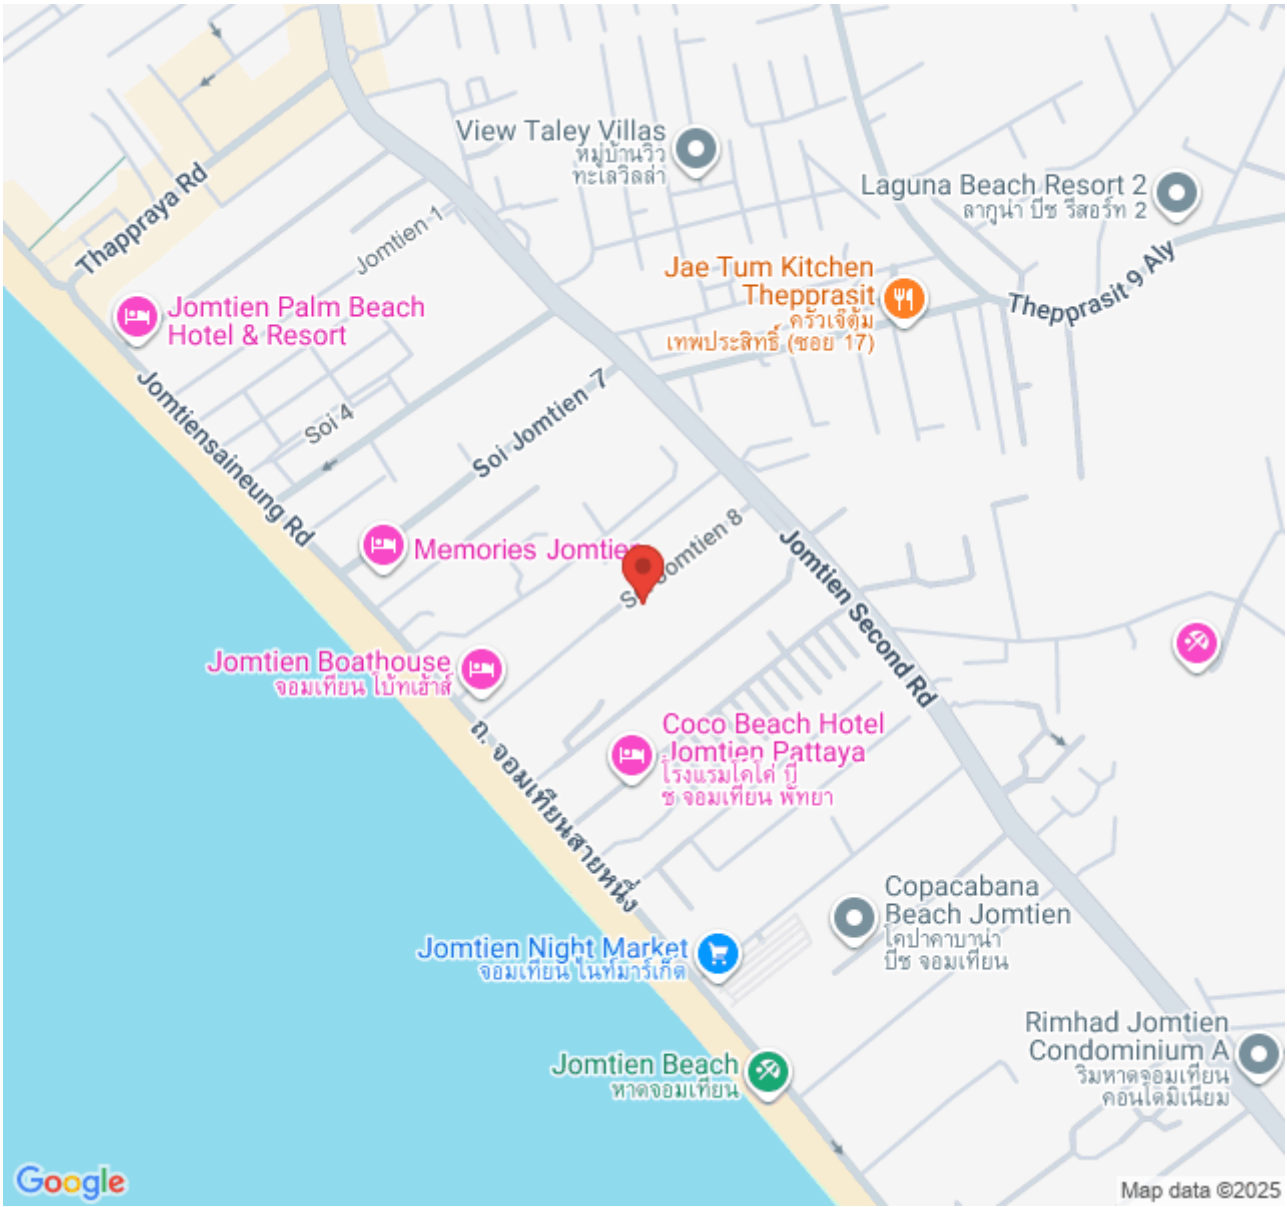 View Taley Villas
หมู่บ้านวิว
ทะเลวิลล่า
Laguna Beach Resort 2
ลากูน่า บีช รีสอร์ท 2
Thappraya Rd
Jomtien 1
Jae Tum Kitchen
Thepprasit
ครัวเจ๊ตุ้ม
เทพประสิทธิ์ (ซอย 17)
Thepprasit 9 Aly
Jomtien Palm Beach
Hotel & Resort
Jomtiensaineung Rd
Soi 4
Soi Jomtien 7
Memories Jomtien
Jomtien 8
Jomtien Second Rd
Jomtien Boathouse
จอมเทียน โบ้ทเฮ้าส์
Coco Beach Hotel
Jomtien Pattaya
โรงแรมโคโค่ บี
ช จอมเทียน พัทยา
ถ. จอมเทียนสายหนึ่ง
Copacabana
Beach Jomtien
โคปาคาบาน่า
บีช จอมเทียน
Jomtien Night Market
จอมเทียน ไนท์มาร์เก็ต
Rimhad Jomtien
Condominium A
ริมหาดจอมเทียน
คอนโดมิเนียม
Jomtien Beach
หาดจอมเทียน
Google
Map data ©2025